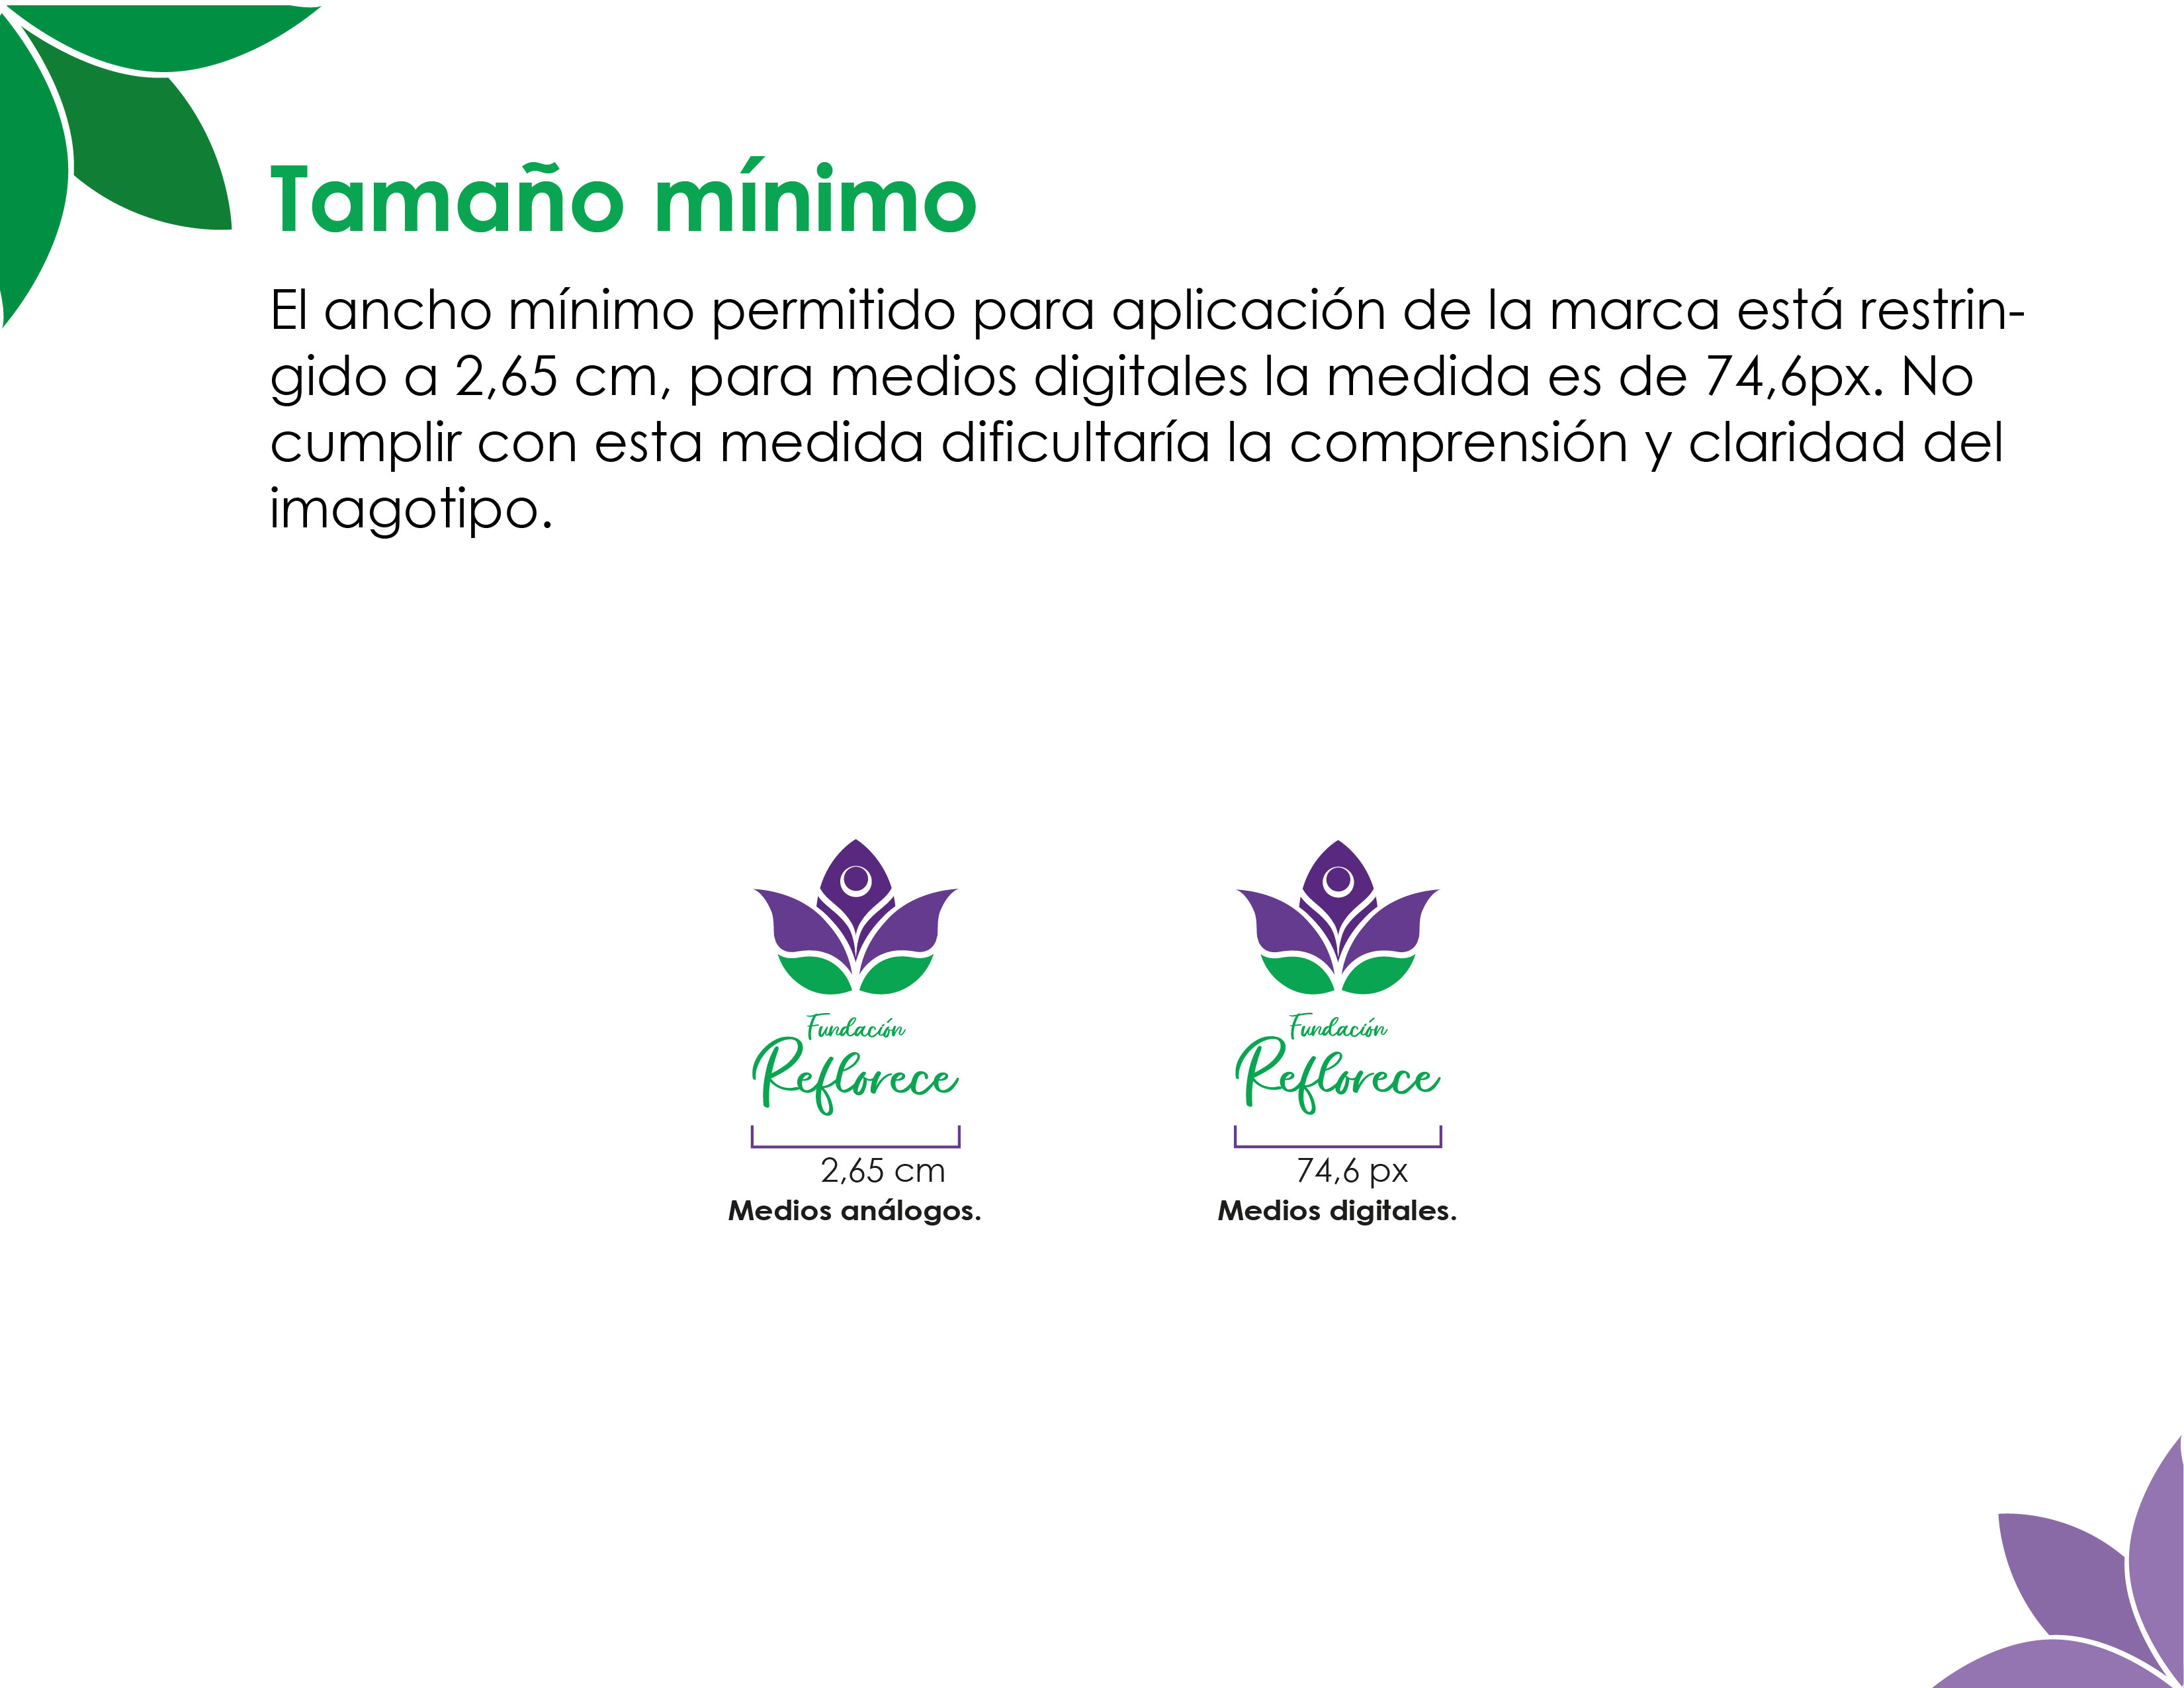 Tamaño mínimo
El ancho mínimo permitido para aplicación de la marca está restrin-
gido a 2,65 cm, para medios digitales la medida es de 74,6px. No
cumplir con esta medida dificultaría la comprensión y claridad del
imagotipo.
Fundación
Reflorece
2,65 cm
Medios análogos.
Fundación
Reflorece
74,6 px
Medios digitales.